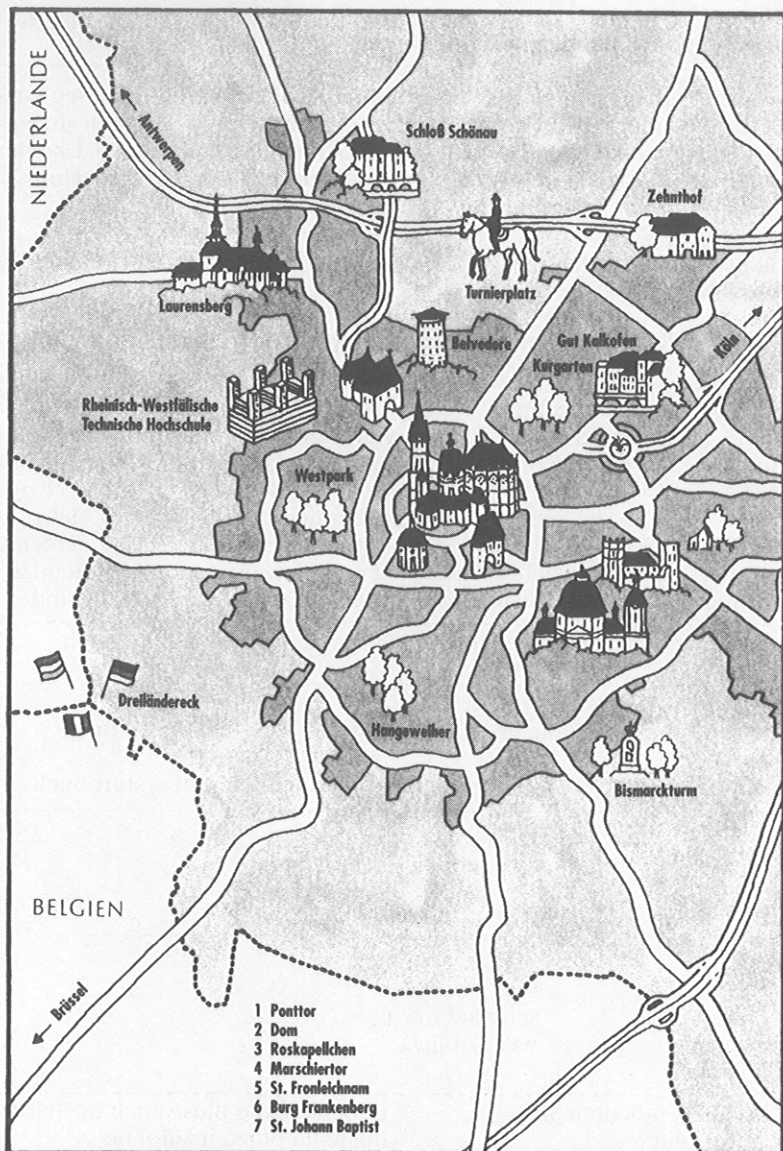 NIEDERLANDE
Antwerpen
Schloß Schönau
Zehnthof
Laurensberg
Turnierplatz
Belvedere
Gut Kalkofen
Kurgarten
Köln
Rheinisch-Westfälische
Technische Hochschule
Westpark
Dreiländereck
Hangeweiher
Bismarckturm
BELGIEN
Brüssel
1 Ponttor
2 Dom
3 Roskapellchen
4 Marschiertor
5 St. Fronleichnam
6 Burg Frankenberg
7 St. Johann Baptist